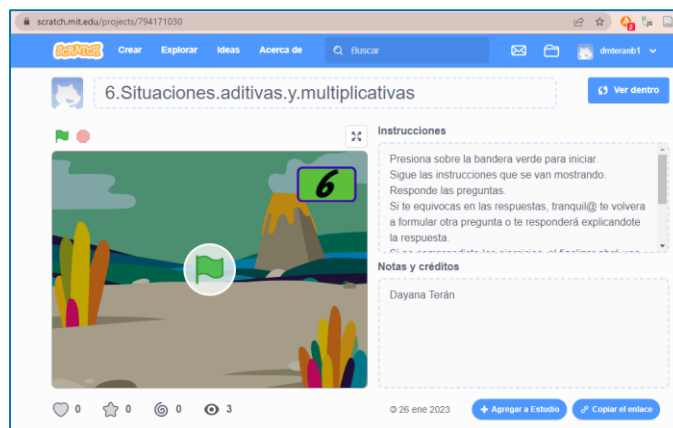 scratch.mit.edu/projects/794171030
2
SCRATCH
Crear
Explorar
Ideas
Acerca de
Buscar
dmteranb1
6.Situaciones.aditivas.y.multiplicativas
Ver dentro
Instrucciones
6
Presiona sobre la bandera verde para iniciar.
Sigue las instrucciones que se van mostrando.
Responde las preguntas.
Si te equivocas en las respuestas, tranquil@ te volvera
a formular otra pregunta o te responderá explicandote
la respuesta.
Notas y créditos
Dayana Terán
0
0
0
3
© 26 ene 2023
Agregar a Estudio
Copiar el enlace